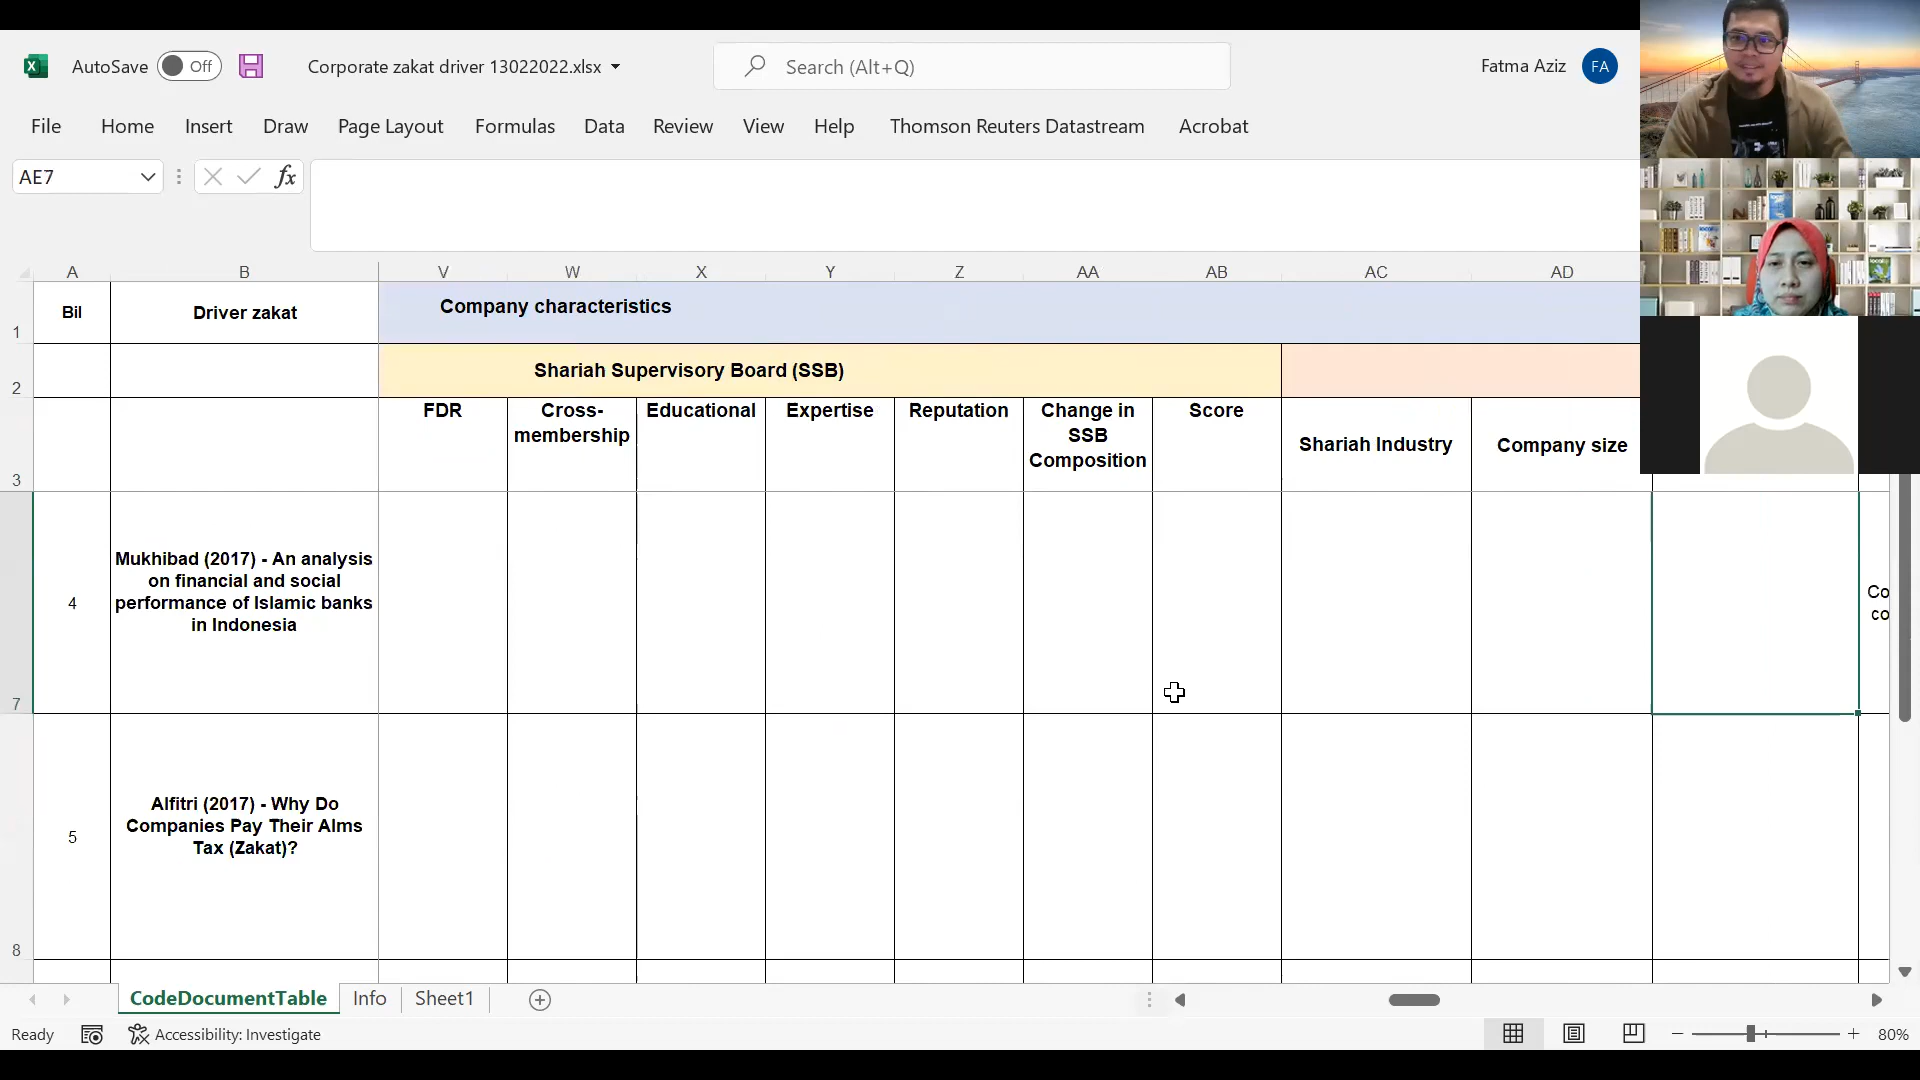 AutoSave Off Corporate zakat driver 13022022.xlsx Search (Alt+Q) Fatma Aziz FA
File Home Insert Draw Page Layout Formulas Data Review View Help Thomson Reuters Datastream Acrobat
AE7 fx
A B V W X Y Z AA AB AC AD
1 Bil Driver zakat Company characteristics
2 Shariah Supervisory Board (SSB)
3 FDR Cross-
membership Educational Expertise Reputation Change in
SSB
Composition Score Shariah Industry Company size
4 Mukhibad (2017) - An analysis
on financial and social
performance of Islamic banks
in Indonesia
Co
co
7
5 Alfitri (2017) - Why Do
Companies Pay Their Alms
Tax (Zakat)?
8
CodeDocumentTable Info Sheet1
Ready Accessibility: Investigate 80%